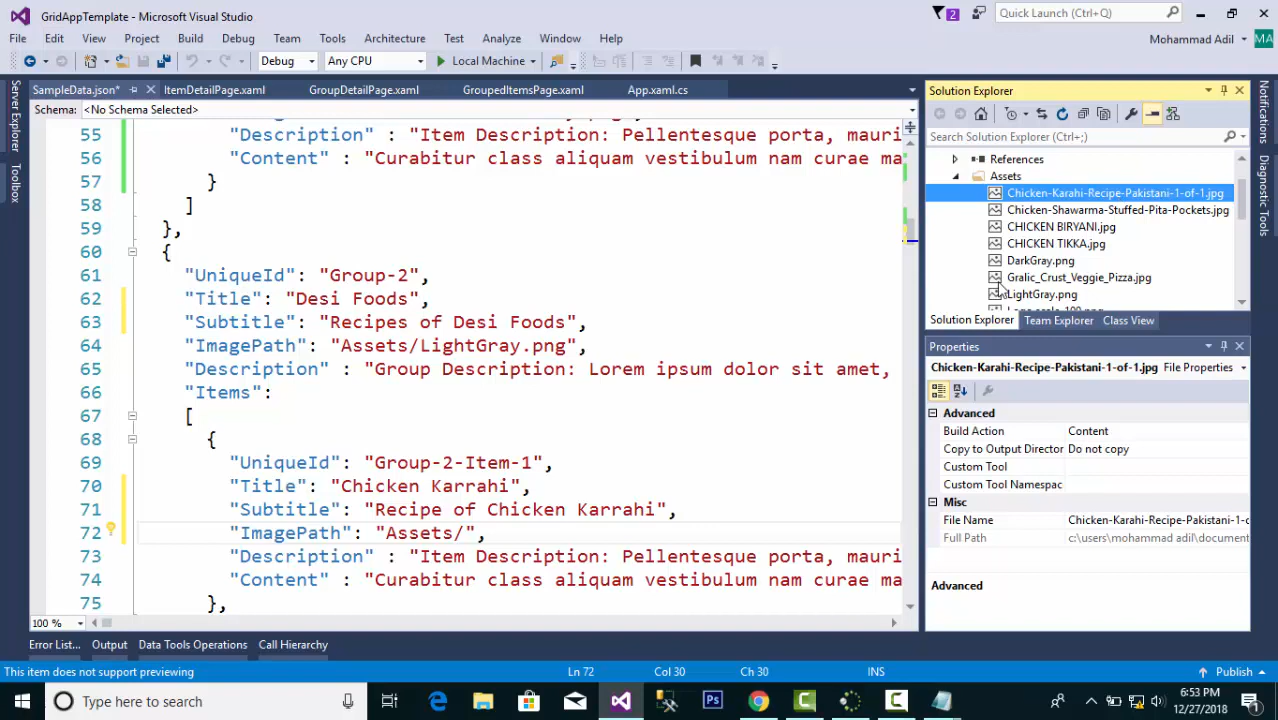 GridAppTemplate - Microsoft Visual Studio
2
Quick Launch (Ctrl+Q)
File Edit View Project Build Debug Team Tools Architecture Test Analyze Window Help
Mohammad Adil
MA
Debug Any CPU Local Machine
SampleData.json* ItemDetailPage.xaml GroupDetailPage.xaml GroupedItemsPage.xaml App.xaml.cs
Schema: <No Schema Selected>
Server Explorer
Toolbox
55 "Description" : "Item Description: Pellentesque porta, mauri
56 "Content" : "Curabitur class aliquam vestibulum nam curae ma
57 }
58 ]
59 },
60 {
61 "UniqueId": "Group-2",
62 "Title": "Desi Foods",
63 "Subtitle": "Recipes of Desi Foods",
64 "ImagePath": "Assets/LightGray.png",
65 "Description" : "Group Description: Lorem ipsum dolor sit amet,
66 "Items":
67 [
68 {
69 "UniqueId": "Group-2-Item-1",
70 "Title": "Chicken Karrahi",
71 "Subtitle": "Recipe of Chicken Karrahi",
72 "ImagePath": "Assets/",
73 "Description" : "Item Description: Pellentesque porta, mauri
74 "Content" : "Curabitur class aliquam vestibulum nam curae ma
75 },
100 %
Solution Explorer
Search Solution Explorer (Ctrl+;)
References
Assets
Chicken-Karahi-Recipe-Pakistani-1-of-1.jpg
Chicken-Shawarma-Stuffed-Pita-Pockets.jpg
CHICKEN BIRYANI.jpg
CHICKEN TIKKA.jpg
DarkGray.png
Gralic_Crust_Veggie_Pizza.jpg
LightGray.png
Solution Explorer Team Explorer Class View
Properties
Chicken-Karahi-Recipe-Pakistani-1-of-1.jpg File Properties
Advanced
Build Action Content
Copy to Output Director Do not copy
Custom Tool
Custom Tool Namespac
Misc
File Name Chicken-Karahi-Recipe-Pakistani-1-o
Full Path c:\users\mohammad adil\document
Advanced
Notifications
Diagnostic Tools
Error List... Output Data Tools Operations Call Hierarchy
This item does not support previewing Ln 72 Col 30 Ch 30 INS Publish
Type here to search
6:53 PM
12/27/2018
1